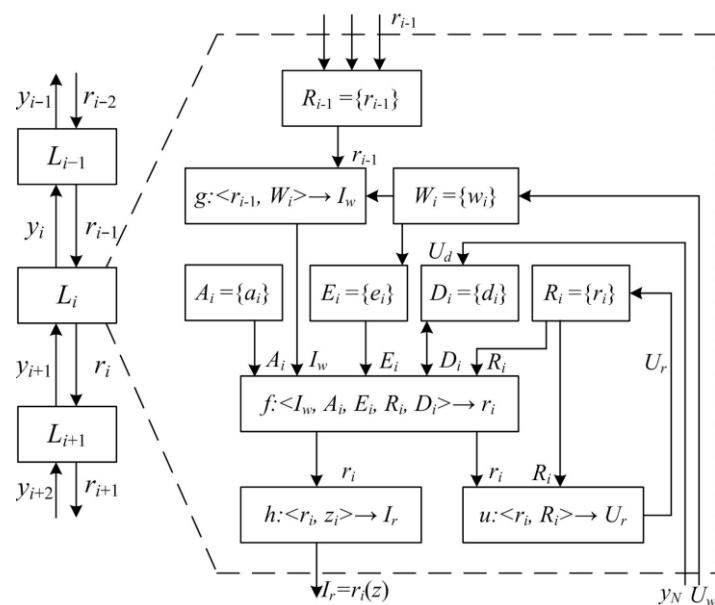 r_{i-1}
y_{i-1} r_{i-2}
R_{i-1} ={r_{i-1}}
L_{i-1}
r_{i-1}
g:<r_{i-1}, W_i>→ I_w
W_i ={w_i}
y_i r_{i-1}
U_d
L_i
A_i ={a_i}
E_i ={e_i}
D_i ={d_i}
R_i ={r_i}
y_{i+1} r_i
A_i I_w E_i D_i R_i
U_r
f:<I_w, A_i, E_i, R_i, D_i>→ r_i
L_{i+1}
r_i r_i R_i
y_{i+2} r_{i+1}
h:<r_i, z_i>→ I_r
u:<r_i, R_i>→ U_r
I_r=r_i(z)
y_N U_w